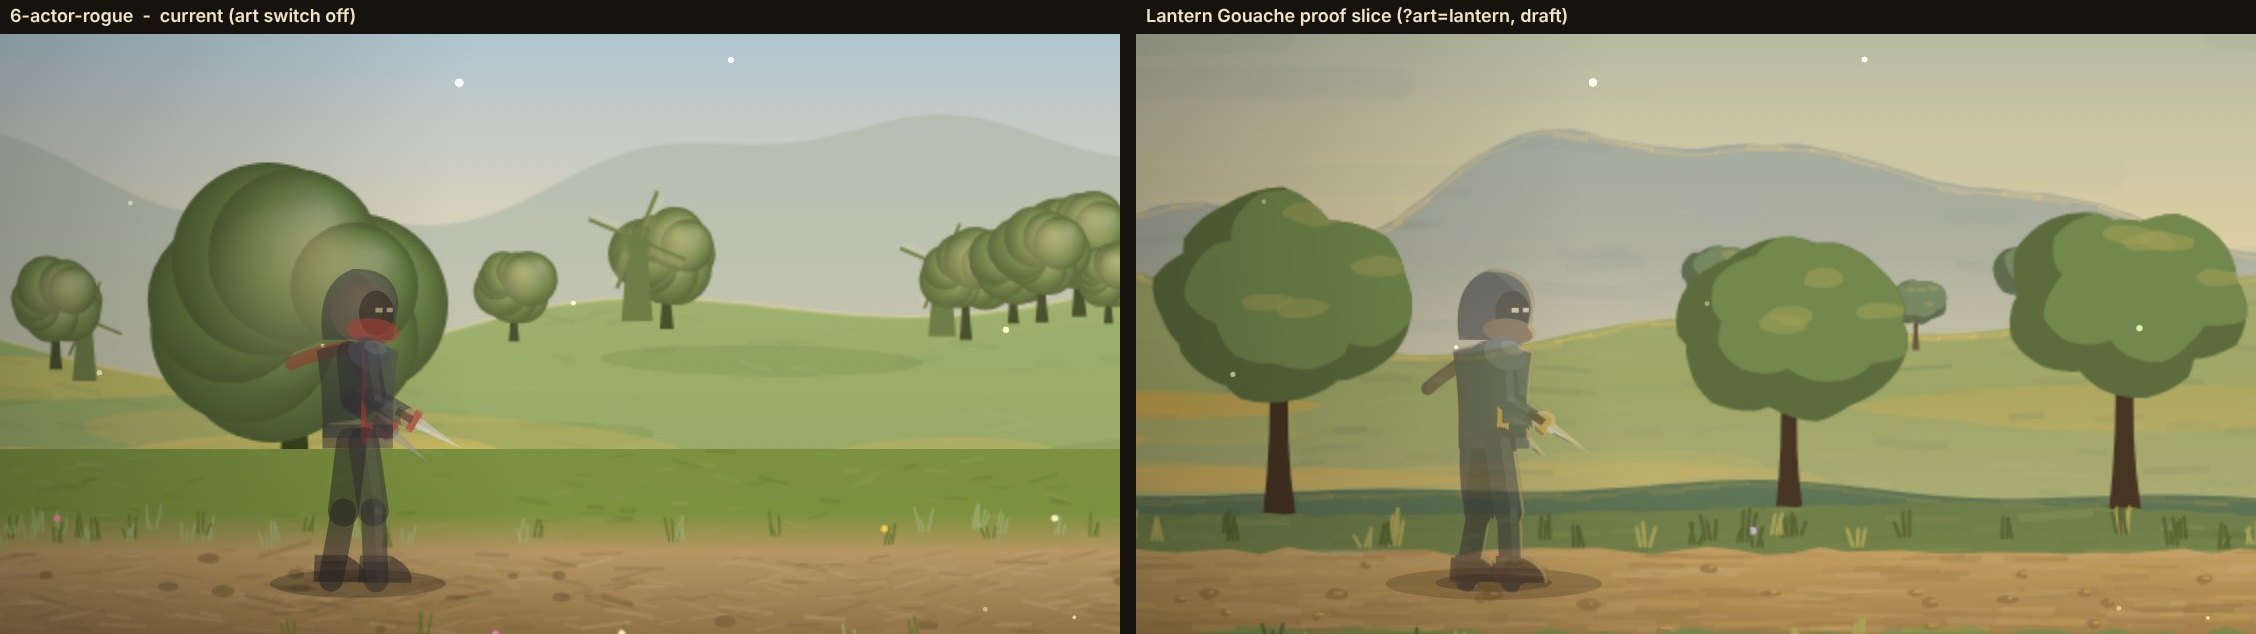 6-actor-rogue - current (art switch off)
Lantern Gouache proof slice (?art=lantern, draft)